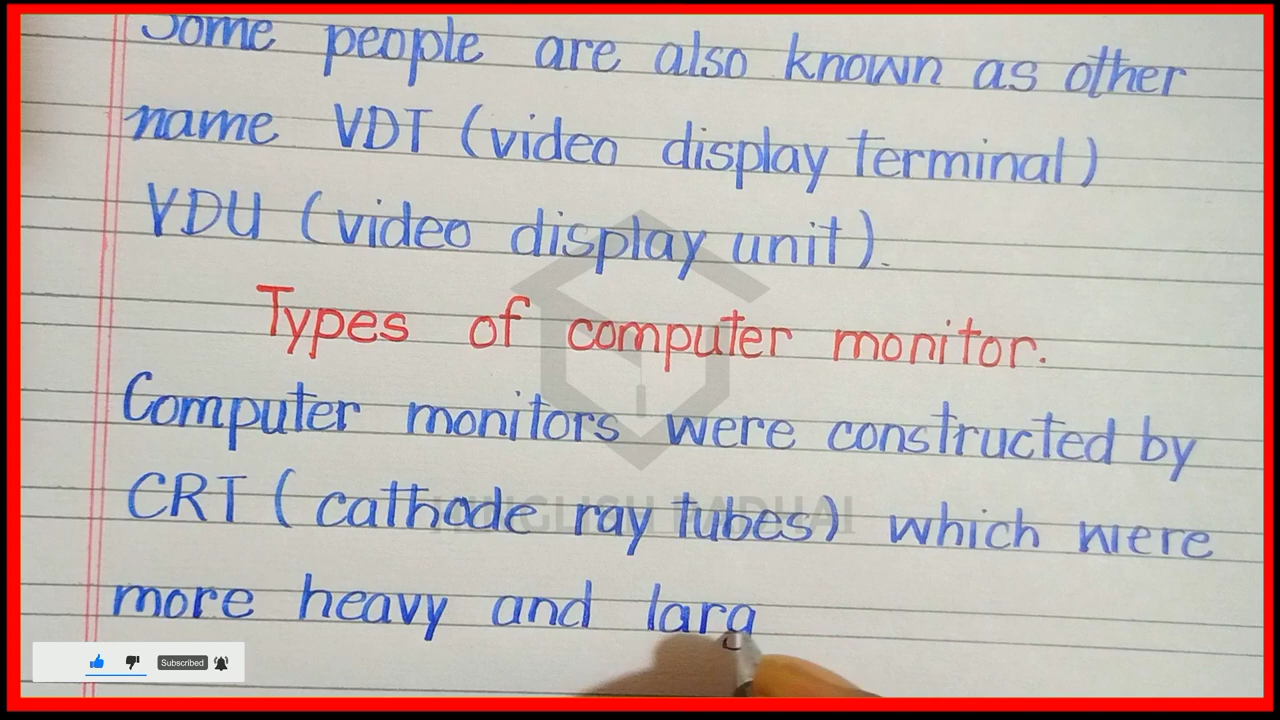 Some people are also known as other
name VDT (video display terminal)
VDU (video display unit).
Types of computer monitor.
Computer monitors were constructed by
CRT (cathode ray tubes) which were
more heavy and larg
Subscribed